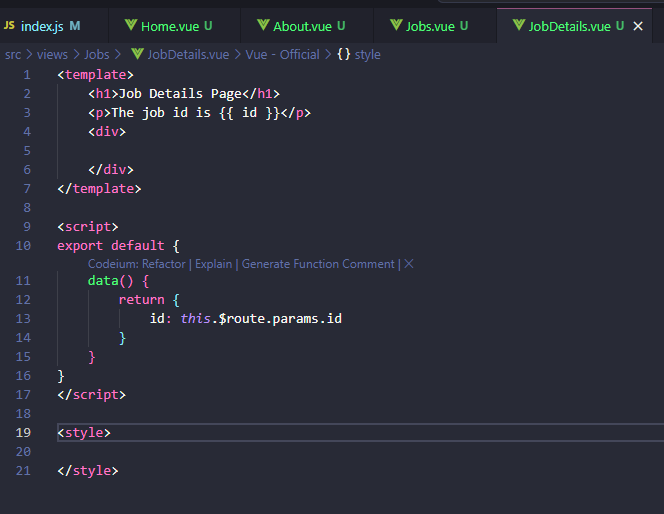 JS index.js M Home.vue U About.vue U Jobs.vue U JobDetails.vue U ×
src > views > Jobs > JobDetails.vue > Vue - Official > {} style
1 <template>
2 <h1>Job Details Page</h1>
3 <p>The job id is {{ id }}</p>
4 <div>
5
6 </div>
7 </template>
8
9 <script>
10 export default {
Codeium: Refactor | Explain | Generate Function Comment | ×
11 data() {
12 return {
13 id: this.$route.params.id
14 }
15 }
16 }
17 </script>
18
19 <style>
20
21 </style>